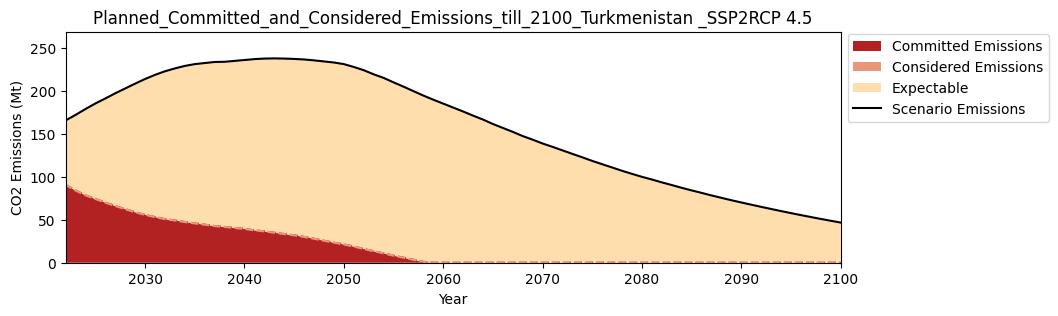 Planned_Committed_and_Considered_Emissions_till_2100_Turkmenistan _SSP2RCP 4.5
CO2 Emissions (Mt)
250
200
150
100
50
0
2030 2040 2050 2060 2070 2080 2090 2100
Year
Committed Emissions
Considered Emissions
Expectable
Scenario Emissions